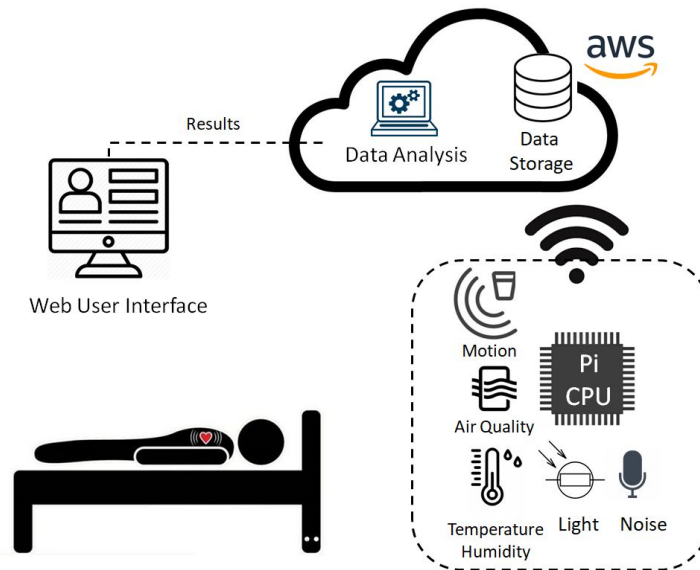 aws
Results
Data Analysis
Data
Storage
Web User Interface
Motion
Pi
CPU
Air Quality
Temperature
Humidity
Light
Noise